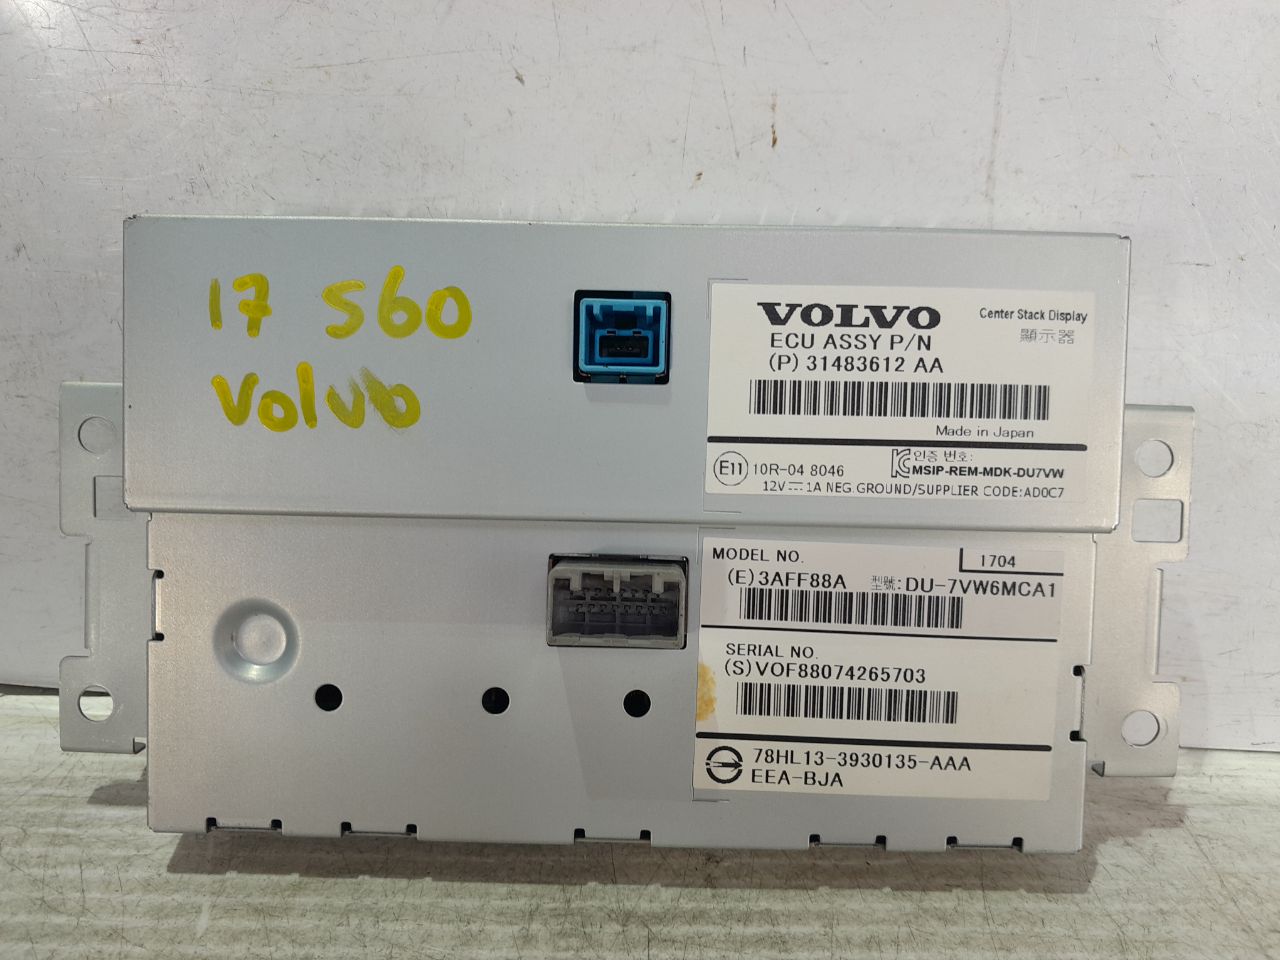 17 S60
Volvo
VOLVO
Center Stack Display
顯示器
ECU ASSY P/N
(P) 31483612 AA
Made in Japan
E11 10R-04 8046
인증 번호:
MSIP-REM-MDK-DU7VW
12V⎓1A NEG.GROUND/SUPPLIER CODE:AD0C7
MODEL NO.
1704
(E)3AFF88A 型號:DU-7VW6MCA1
SERIAL NO.
(S)VOF88074265703
78HL13-3930135-AAA
EEA-BJA